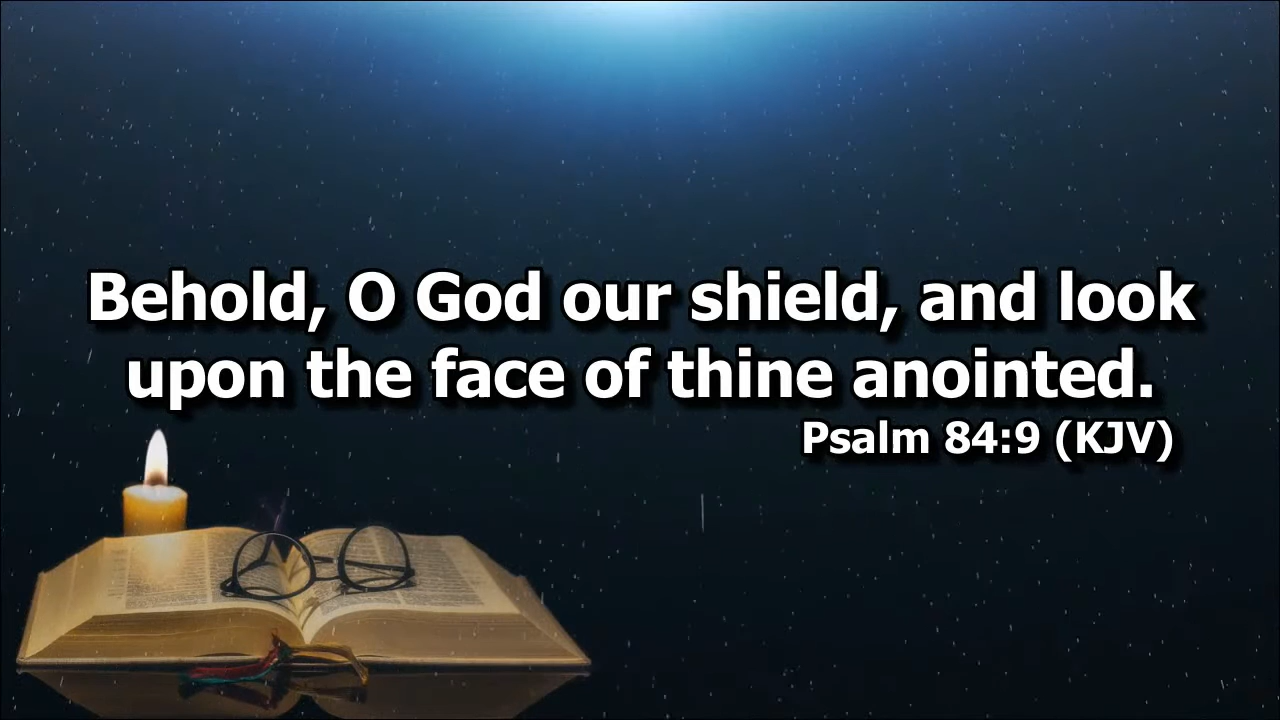 Behold, O God our shield, and look
upon the face of thine anointed.
Psalm 84:9 (KJV)